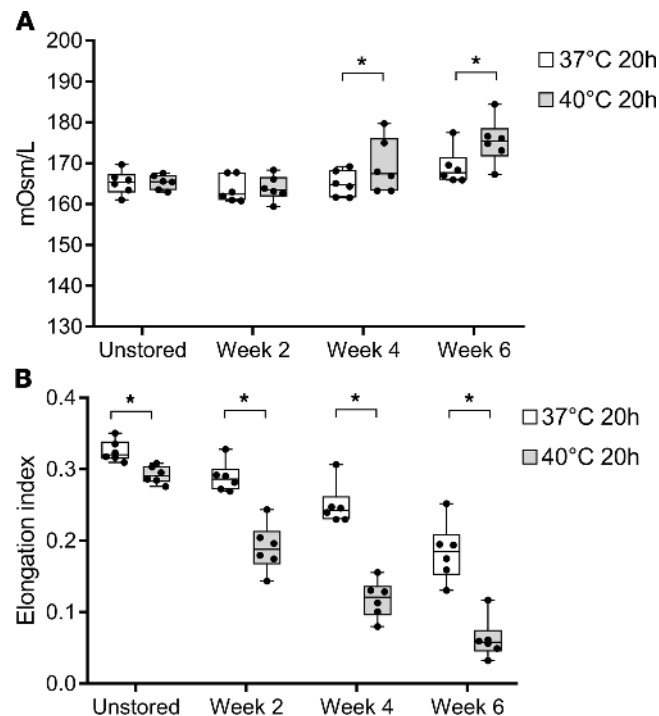 A
mOsm/L
200
190
180
170
160
150
140
130
*
*
37°C 20h
40°C 20h
Unstored Week 2 Week 4 Week 6
B
Elongation index
0.4
0.3
0.2
0.1
0.0
*
*
*
*
37°C 20h
40°C 20h
Unstored Week 2 Week 4 Week 6